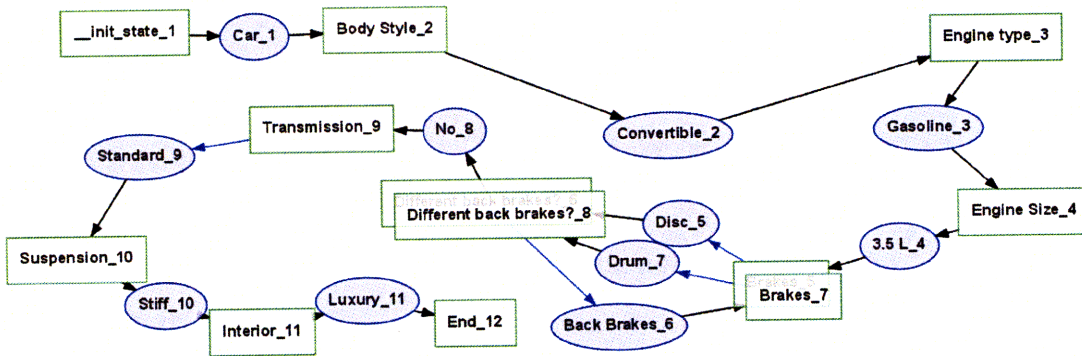 __init_state_1
Car_1
Body Style_2
Engine type_3
Convertible_2
Gasoline_3
Transmission_9
No_8
Standard_9
Different back brakes?_8
Disc_5
Engine Size_4
3.5 L_4
Suspension_10
Drum_7
Brakes_7
Stiff_10
Luxury_11
Interior_11
End_12
Back Brakes_6